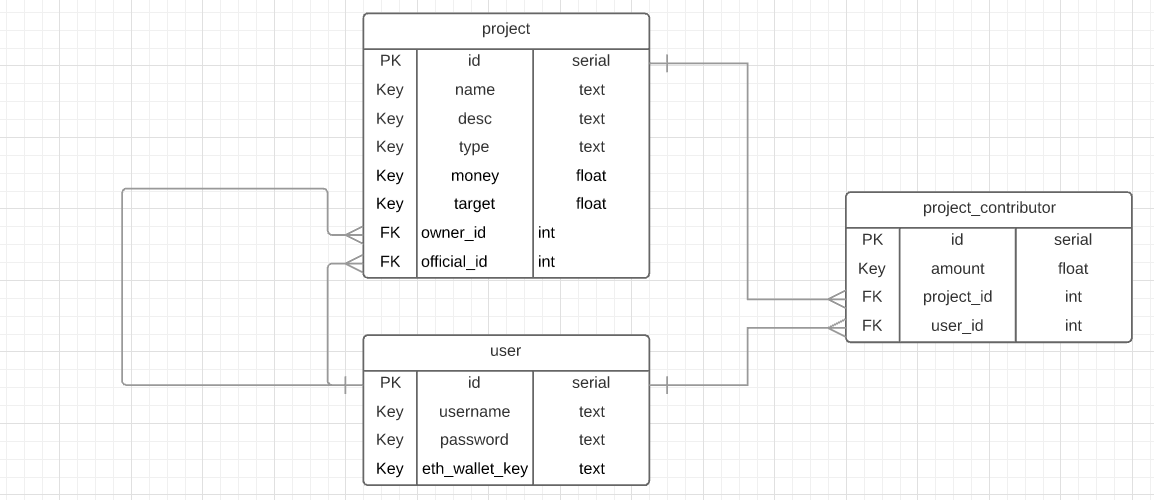 project
PK id serial
Key name text
Key desc text
Key type text
Key money float
Key target float
FK owner_id int
FK official_id int
project_contributor
PK id serial
Key amount float
FK project_id int
FK user_id int
user
PK id serial
Key username text
Key password text
Key eth_wallet_key text